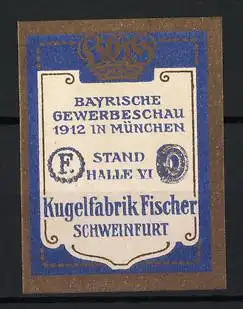 BAYRISCHE
GEWERBESCHAU
1912 IN MÜNCHEN
F. STAND
HALLE VI
Kugelfabrik Fischer
SCHWEINFURT